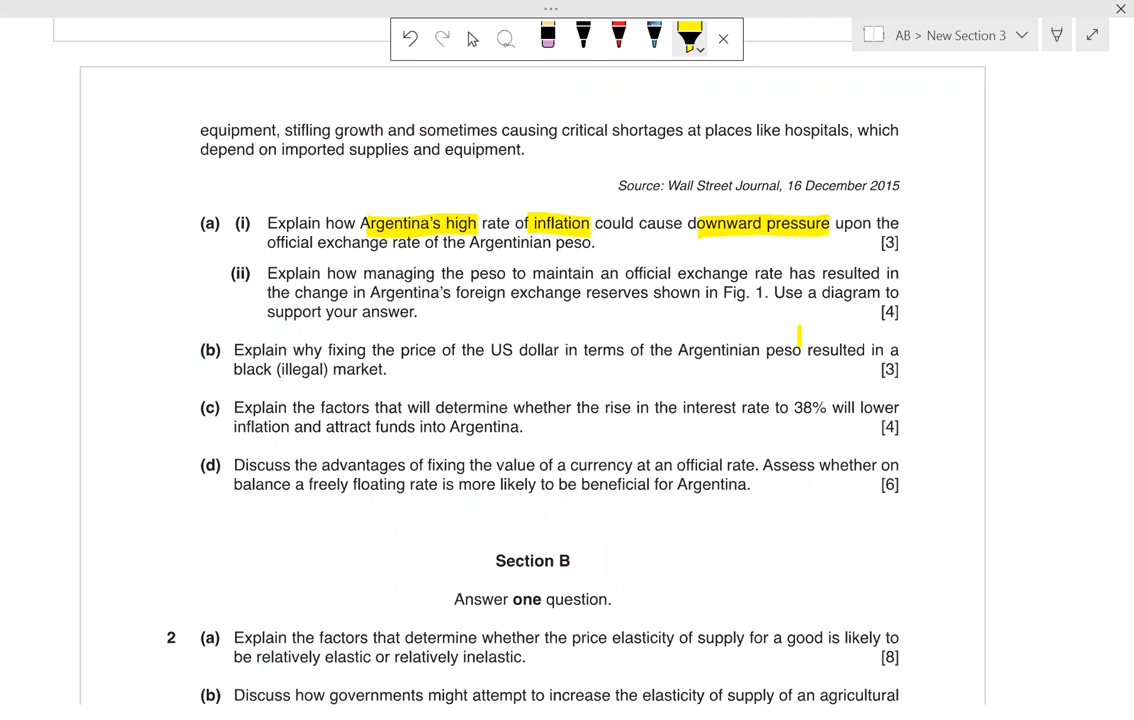 AB > New Section 3
equipment, stifling growth and sometimes causing critical shortages at places like hospitals, which
depend on imported supplies and equipment.
Source: Wall Street Journal, 16 December 2015
(a) (i) Explain how Argentina's high rate of inflation could cause downward pressure upon the
official exchange rate of the Argentinian peso. [3]
(ii) Explain how managing the peso to maintain an official exchange rate has resulted in
the change in Argentina's foreign exchange reserves shown in Fig. 1. Use a diagram to
support your answer. [4]
(b) Explain why fixing the price of the US dollar in terms of the Argentinian peso resulted in a
black (illegal) market. [3]
(c) Explain the factors that will determine whether the rise in the interest rate to 38% will lower
inflation and attract funds into Argentina. [4]
(d) Discuss the advantages of fixing the value of a currency at an official rate. Assess whether on
balance a freely floating rate is more likely to be beneficial for Argentina. [6]
Section B
Answer one question.
2 (a) Explain the factors that determine whether the price elasticity of supply for a good is likely to
be relatively elastic or relatively inelastic. [8]
(b) Discuss how governments might attempt to increase the elasticity of supply of an agricultural